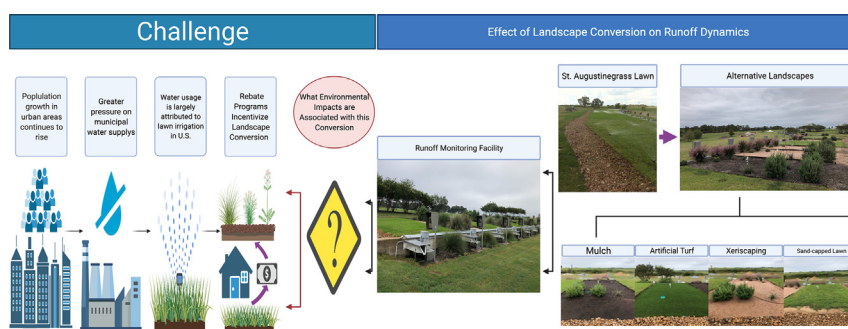 Challenge
Effect of Landscape Conversion on Runoff Dynamics
Poplulation
growth in
urban areas
continues to
rise
Greater
pressure on
municipal
water supplys
Water usage
is largely
attributed to
lawn irrigation
in U.S.
Rebate
Programs
Incentivize
Landscape
Conversion
What Environmental
Impacts are
Associated with this
Conversion
Runoff Monitoring Facility
St. Augustinegrass Lawn
Alternative Landscapes
?
$
Mulch
Artificial Turf
Xeriscaping
Sand-capped Lawn